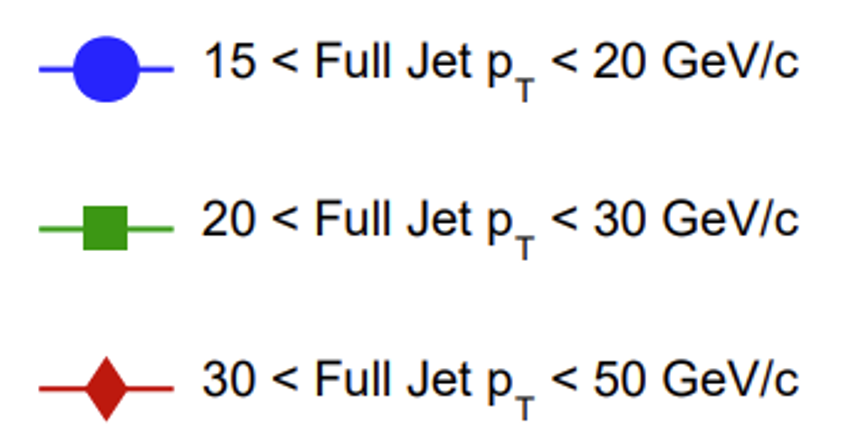 15 < Full Jet p_T < 20 GeV/c
20 < Full Jet p_T < 30 GeV/c
30 < Full Jet p_T < 50 GeV/c